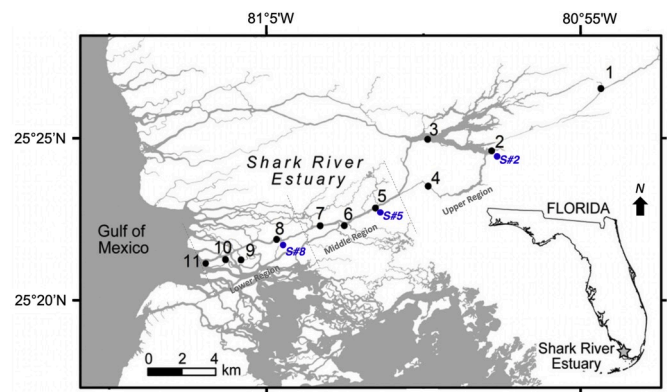 81°5'W
80°55'W
1
25°25'N
3
2
S#2
Shark River
Estuary
4
5
S#5
Upper Region
N
FLORIDA
7
6
Middle Region
8
S#8
Gulf of
Mexico
10
9
11
Lower Region
25°20'N
Shark River
Estuary
0 2 4
km